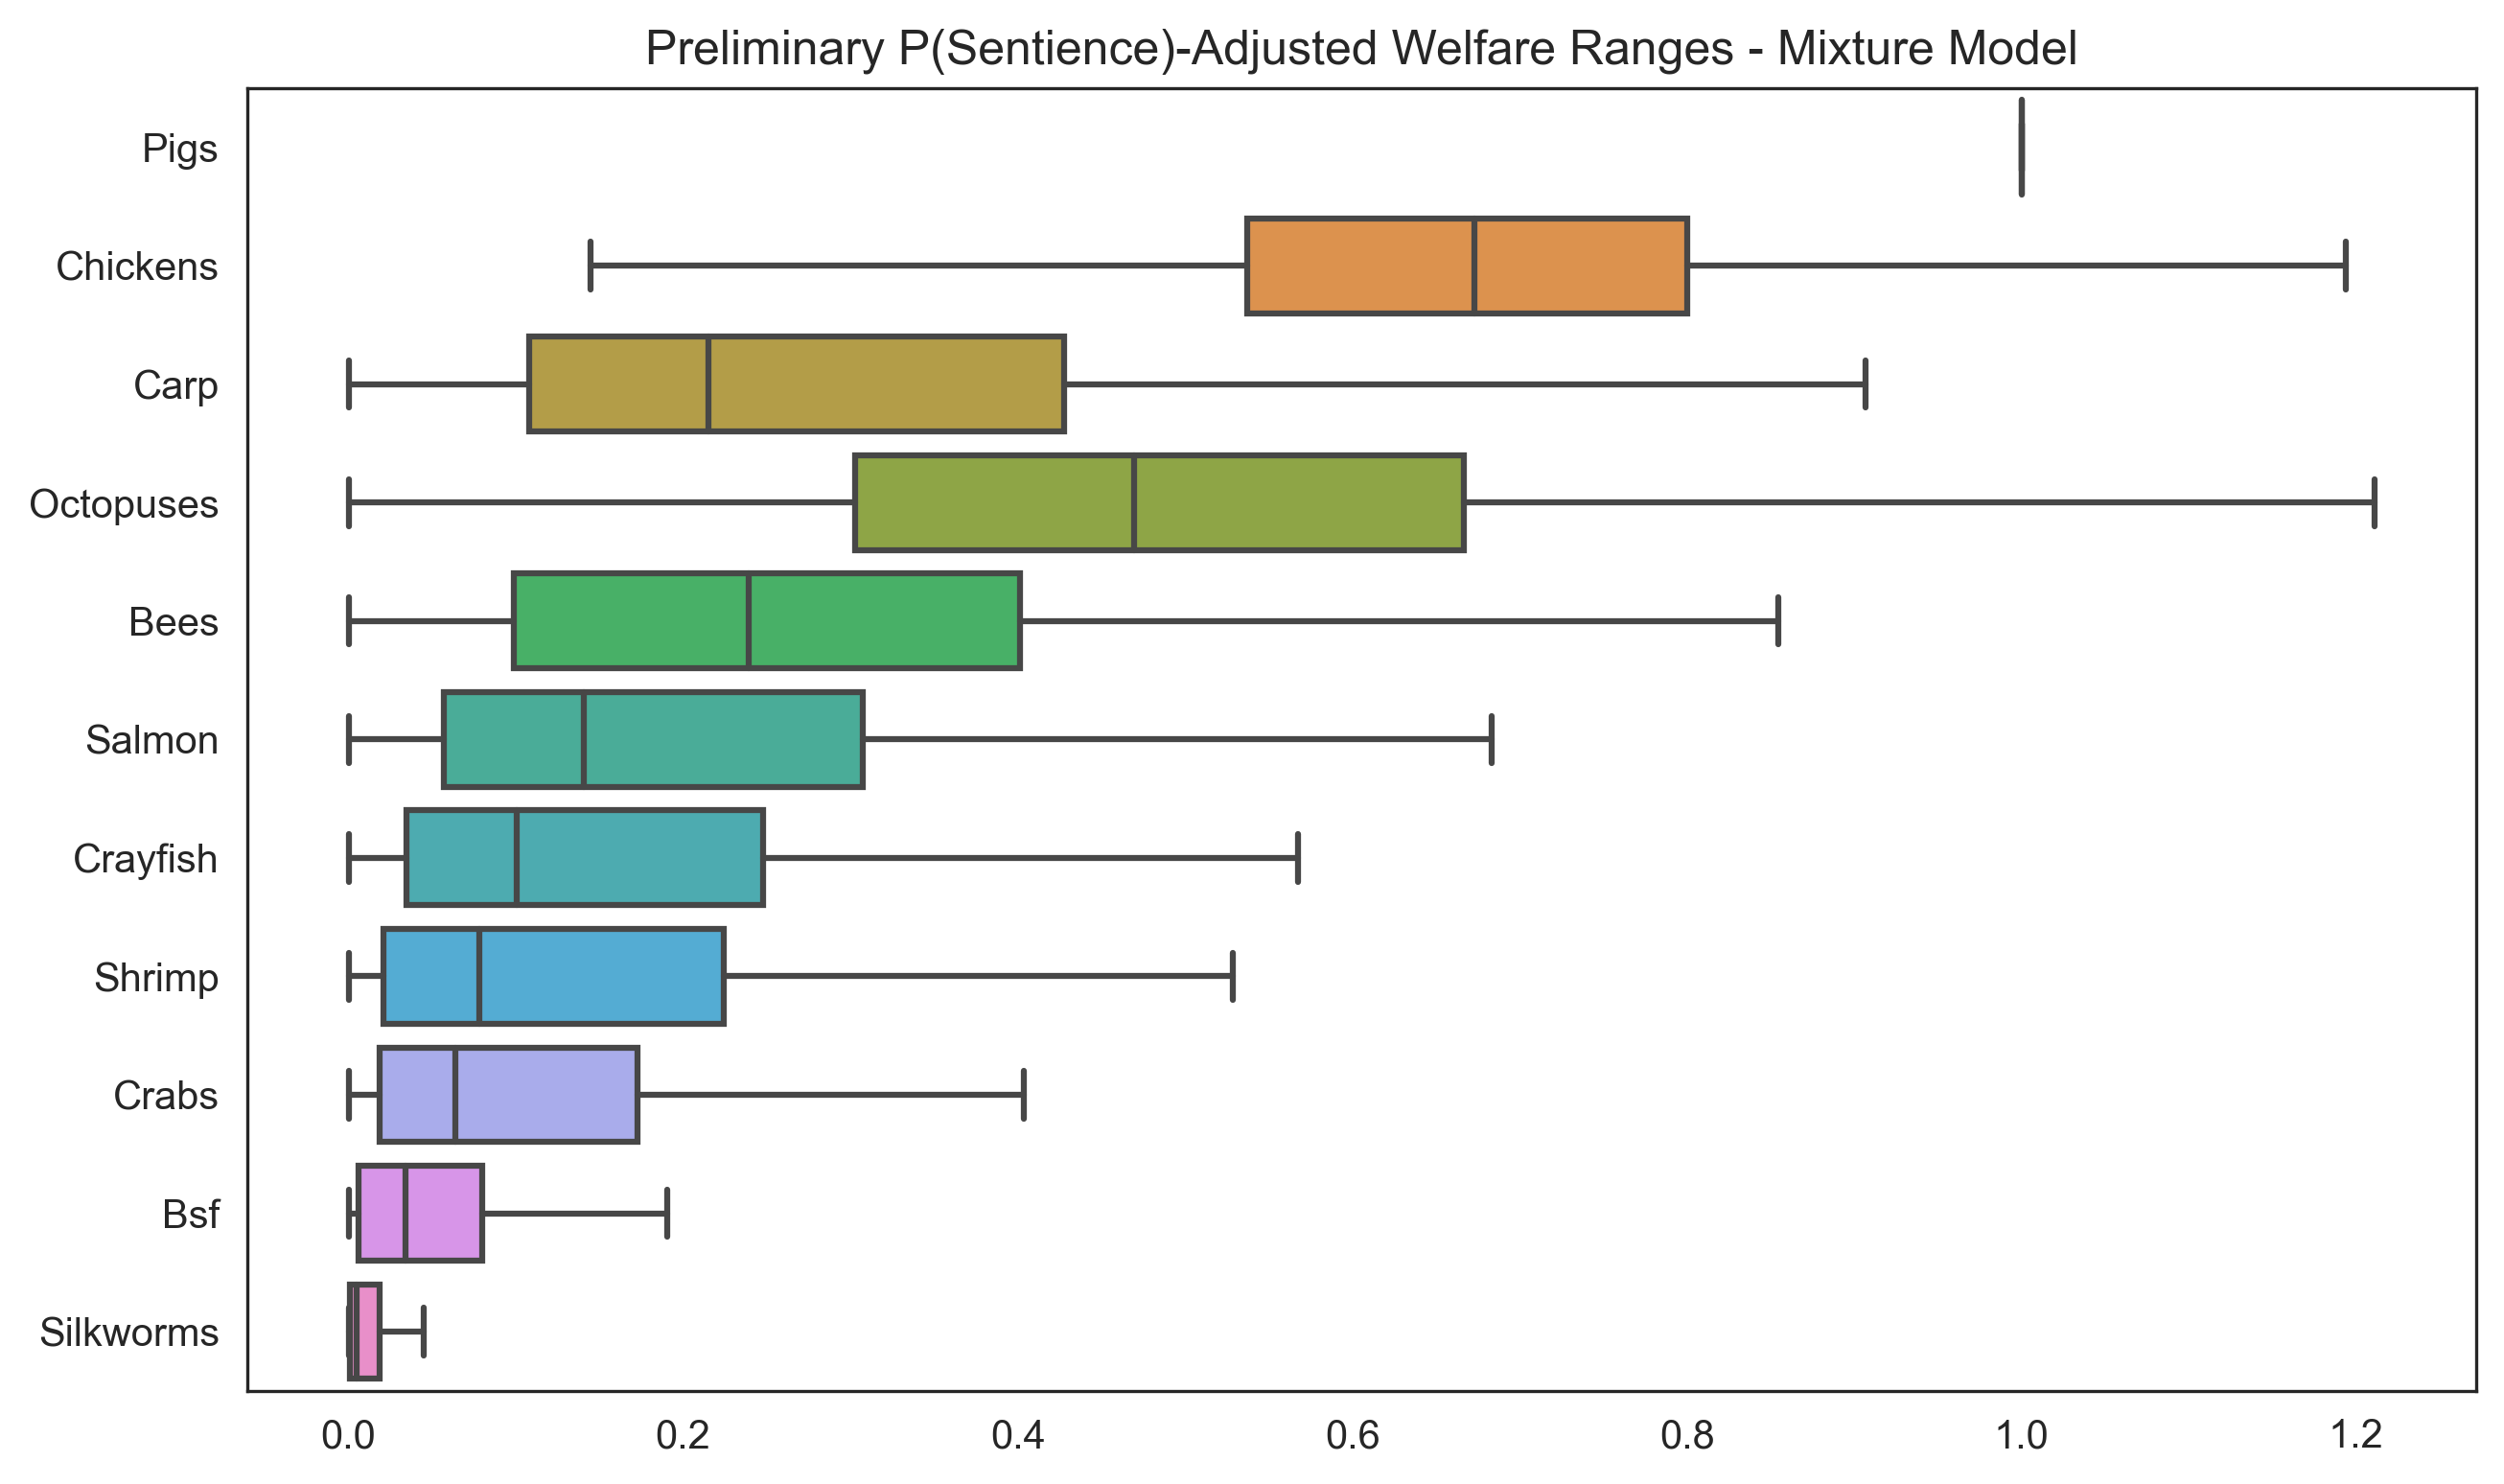 Preliminary P(Sentience)-Adjusted Welfare Ranges - Mixture Model
Pigs
Chickens
Carp
Octopuses
Bees
Salmon
Crayfish
Shrimp
Crabs
Bsf
Silkworms
0.0 0.2 0.4 0.6 0.8 1.0 1.2